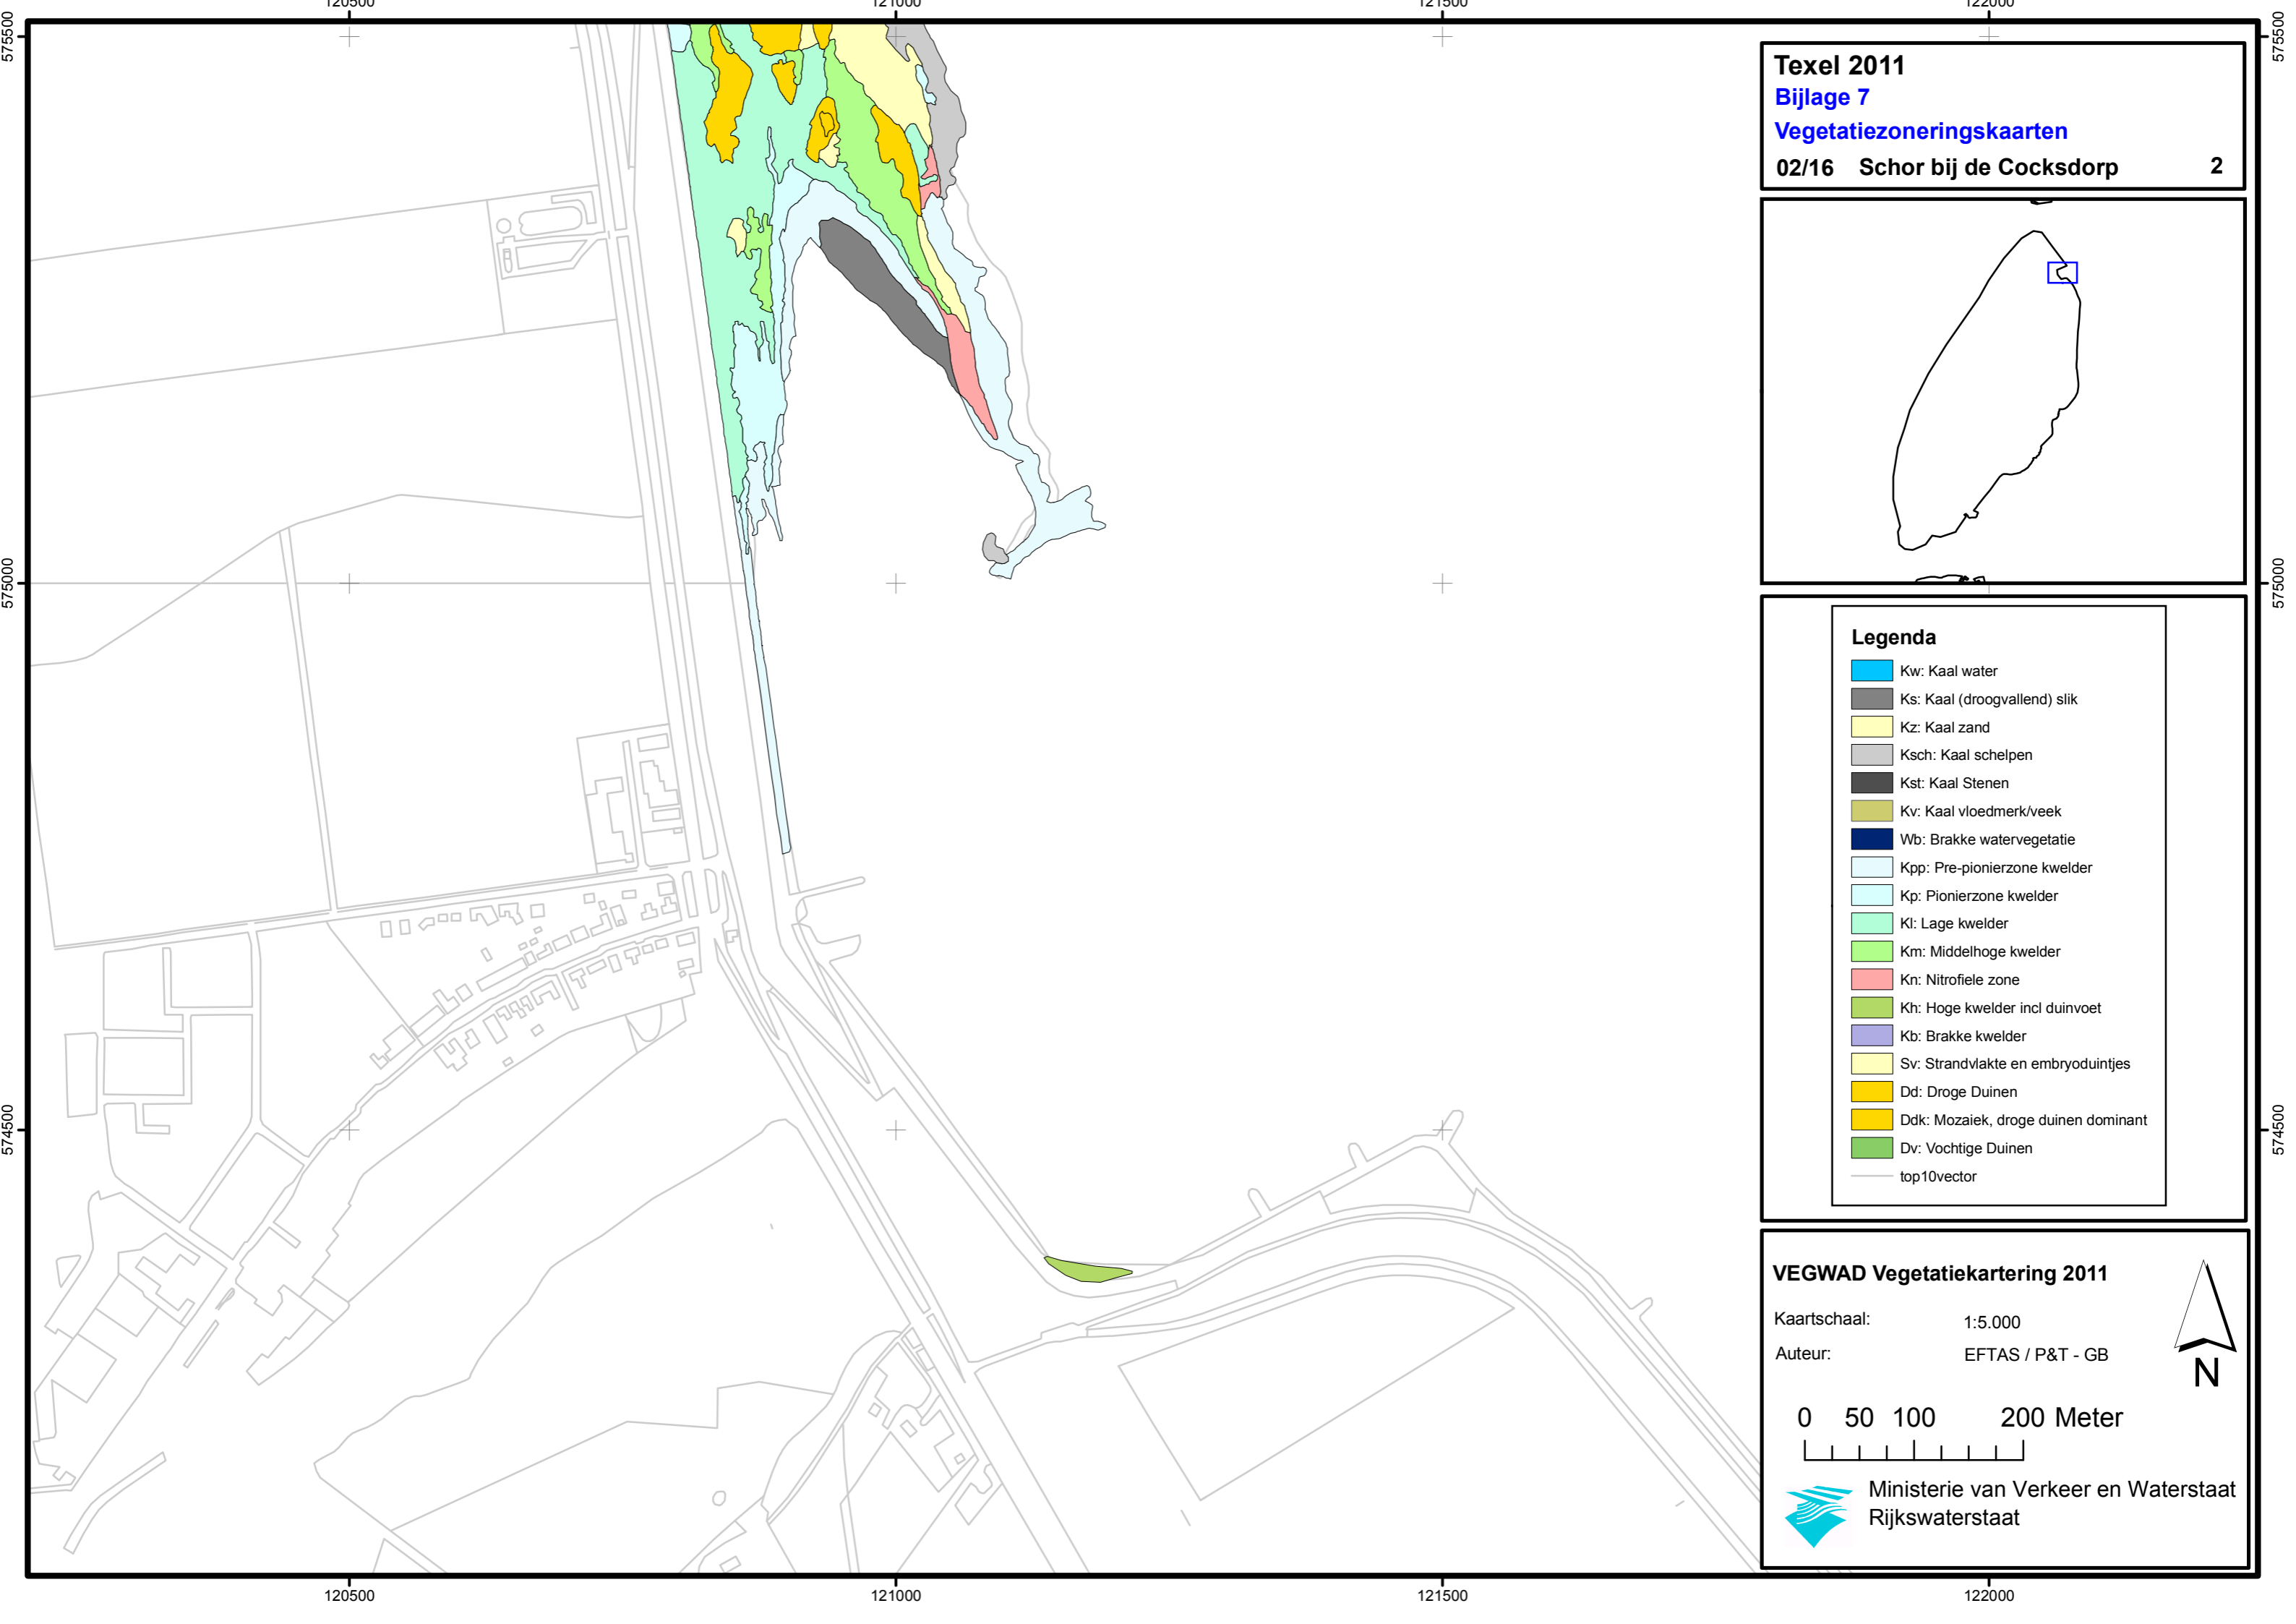 120500 121000 121500 122000
575500 575500
Texel 2011
Bijlage 7
Vegetatiezoneringskaarten
02/16 Schor bij de Cocksdorp 2
575000 575000
Legenda
Kw: Kaal water
Ks: Kaal (droogvallend) slik
Kz: Kaal zand
Ksch: Kaal schelpen
Kst: Kaal Stenen
Kv: Kaal vloedmerk/veek
Wb: Brakke watervegetatie
Kpp: Pre-pionierzone kwelder
Kp: Pionierzone kwelder
Kl: Lage kwelder
Km: Middelhoge kwelder
Kn: Nitrofiele zone
Kh: Hoge kwelder incl duinvoet
Kb: Brakke kwelder
Sv: Strandvlakte en embryoduintjes
Dd: Droge Duinen
Ddk: Mozaiek, droge duinen dominant
Dv: Vochtige Duinen
top10vector
574500 574500
VEGWAD Vegetatiekartering 2011
Kaartschaal: 1:5.000
Auteur: EFTAS / P&T - GB
N
0 50 100 200 Meter
Ministerie van Verkeer en Waterstaat
Rijkswaterstaat
120500 121000 121500 122000